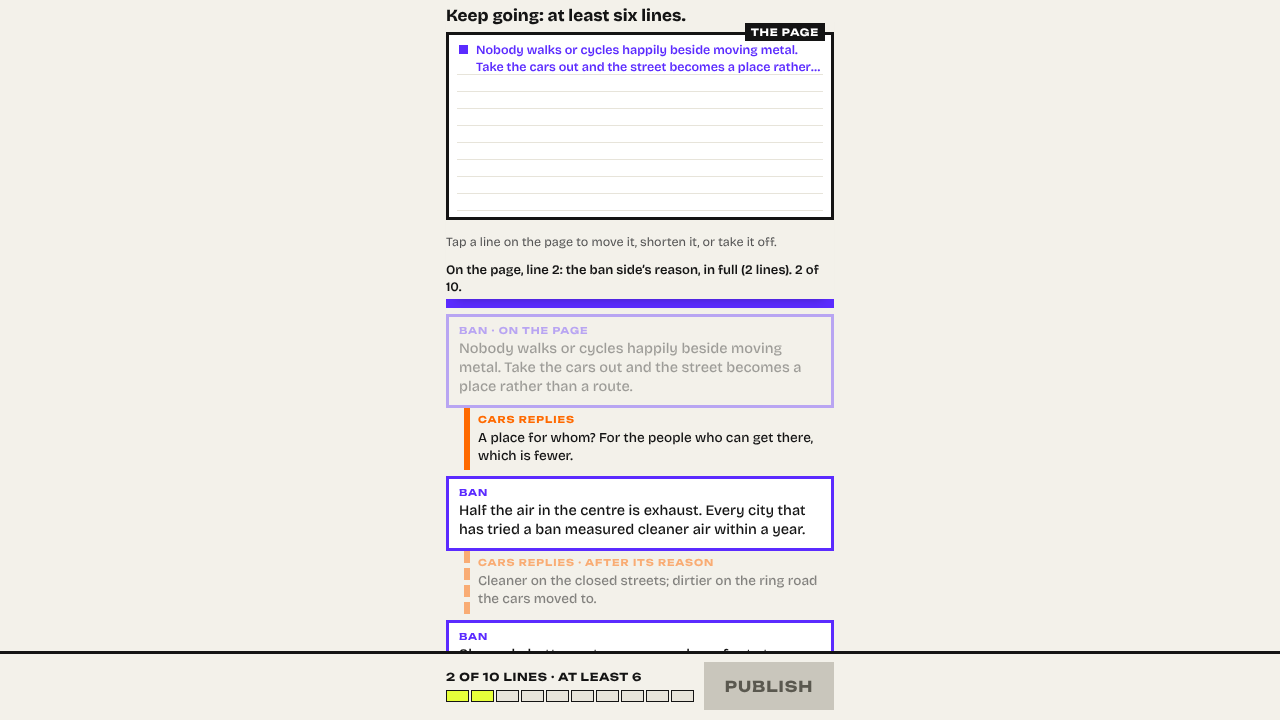 Keep going: at least six lines.
THE PAGE
Nobody walks or cycles happily beside moving metal.
Take the cars out and the street becomes a place rather...
Tap a line on the page to move it, shorten it, or take it off.
On the page, line 2: the ban side's reason, in full (2 lines). 2 of
10.
BAN · ON THE PAGE
Nobody walks or cycles happily beside moving
metal. Take the cars out and the street becomes a
place rather than a route.
CARS REPLIES
A place for whom? For the people who can get there,
which is fewer.
BAN
Half the air in the centre is exhaust. Every city that
has tried a ban measured cleaner air within a year.
CARS REPLIES · AFTER ITS REASON
Cleaner on the closed streets; dirtier on the ring road
the cars moved to.
BAN
2 OF 10 LINES · AT LEAST 6
PUBLISH